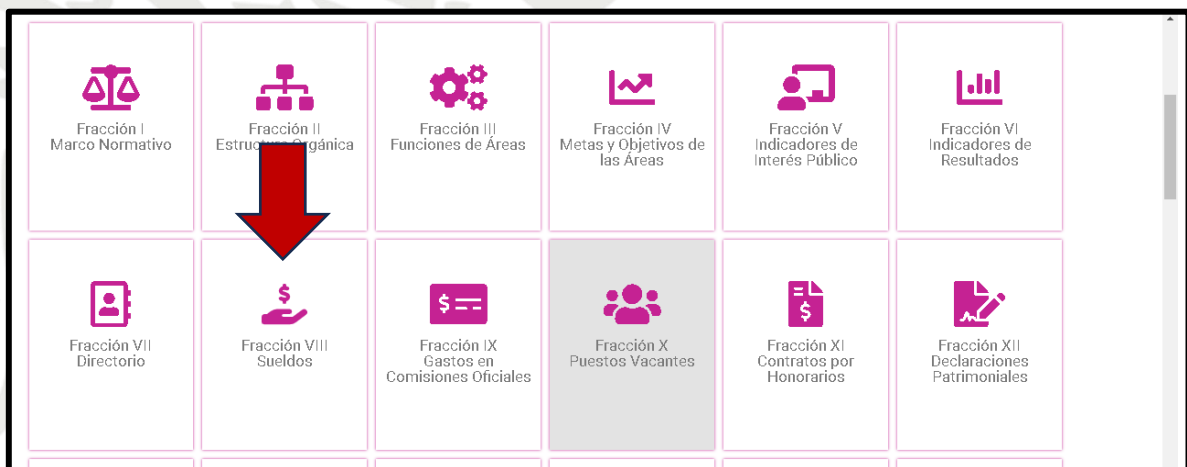 Fracción I
Marco Normativo
Fracción II
Estructura Orgánica
Fracción III
Funciones de Áreas
Fracción IV
Metas y Objetivos de
las Áreas
Fracción V
Indicadores de
Interés Público
Fracción VI
Indicadores de
Resultados
Fracción VII
Directorio
Fracción VIII
Sueldos
Fracción IX
Gastos en
Comisiones Oficiales
Fracción X
Puestos Vacantes
Fracción XI
Contratos por
Honorarios
Fracción XII
Declaraciones
Patrimoniales